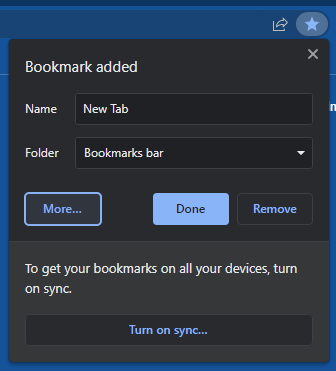 Bookmark added
Name New Tab
Folder Bookmarks bar
More... Done Remove
To get your bookmarks on all your devices, turn
on sync.
Turn on sync...